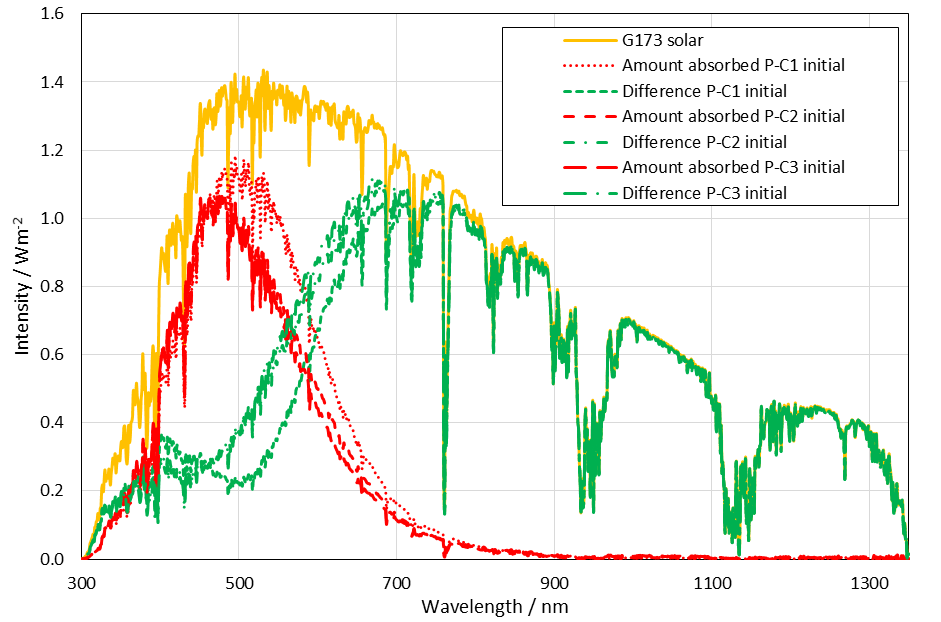 1.6
1.4
1.2
1.0
0.8
0.6
0.4
0.2
0.0
Intensity / Wm⁻²
G173 solar
Amount absorbed P-C1 initial
Difference P-C1 initial
Amount absorbed P-C2 initial
Difference P-C2 initial
Amount absorbed P-C3 initial
Difference P-C3 initial
300 500 700 900 1100 1300
Wavelength / nm